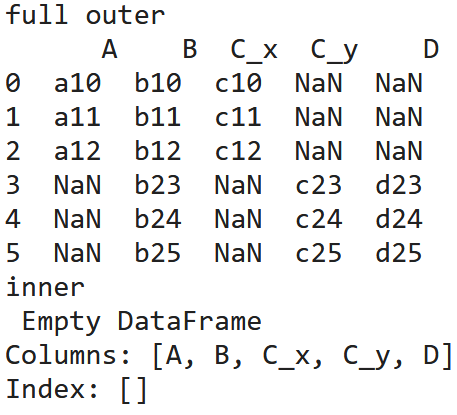 full outer
      A    B  C_x  C_y    D
0  a10  b10  c10  NaN  NaN
1  a11  b11  c11  NaN  NaN
2  a12  b12  c12  NaN  NaN
3  NaN  b23  NaN  c23  d23
4  NaN  b24  NaN  c24  d24
5  NaN  b25  NaN  c25  d25
inner
 Empty DataFrame
Columns: [A, B, C_x, C_y, D]
Index: []